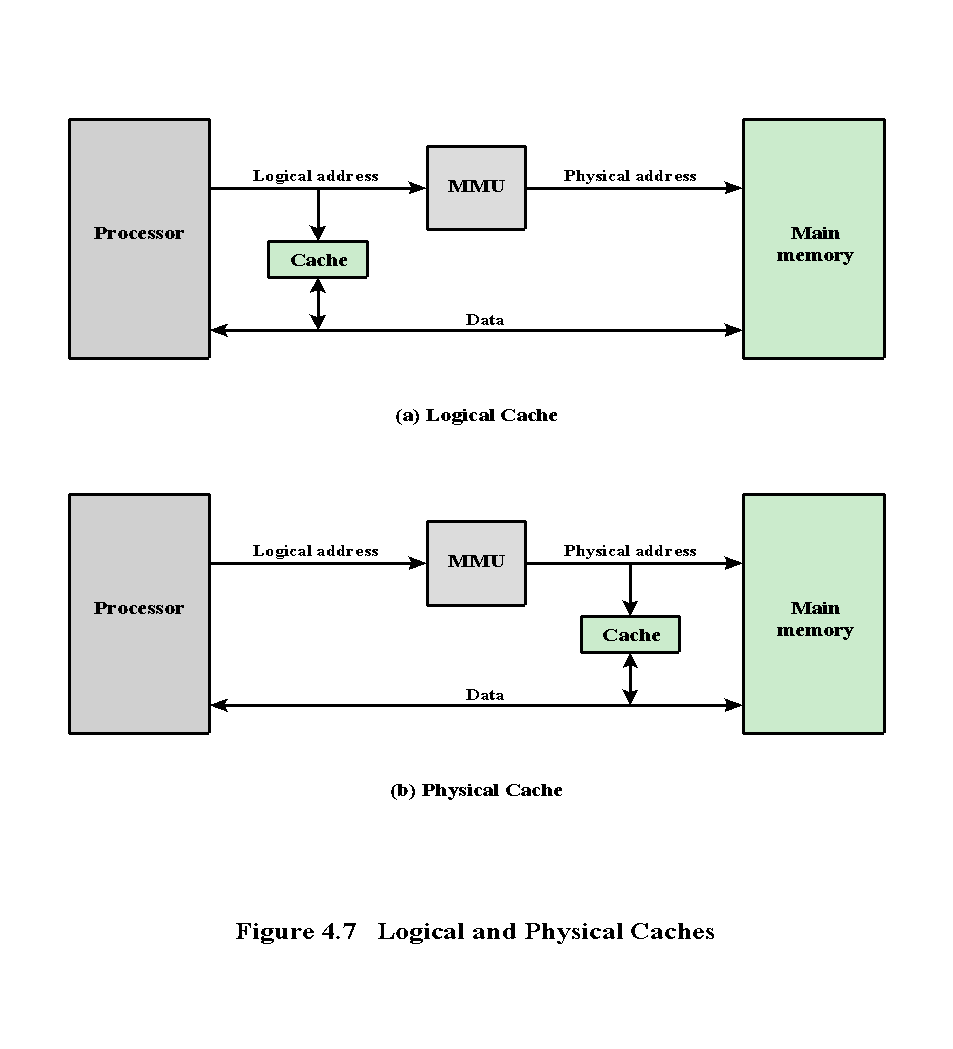 Logical address
MMU
Physical address
Processor
Cache
Main
memory
Data
(a) Logical Cache
Logical address
MMU
Physical address
Processor
Cache
Main
memory
Data
(b) Physical Cache
Figure 4.7 Logical and Physical Caches